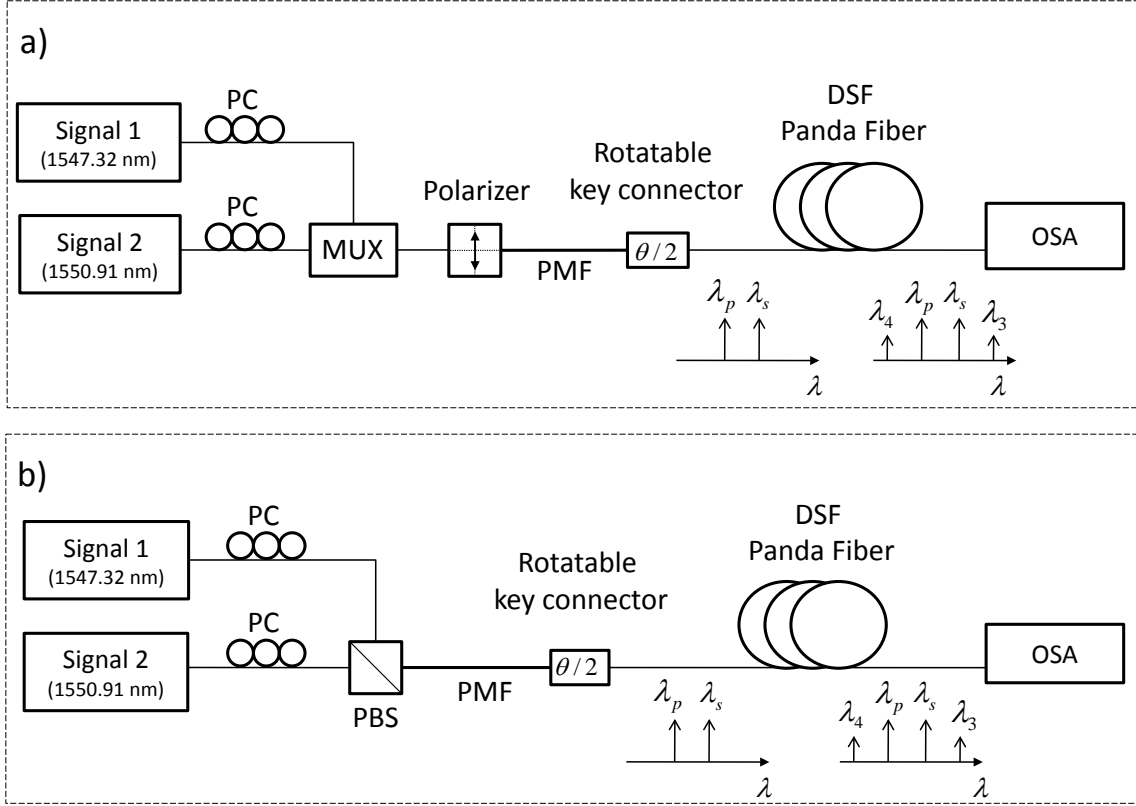 a)
PC
Signal 1
(1547.32 nm)
PC
Signal 2
(1550.91 nm)
MUX
Polarizer
PMF
Rotatable
key connector
θ/2
DSF
Panda Fiber
OSA
λp λs
λ
λ4 λp λs λ3
λ
b)
PC
Signal 1
(1547.32 nm)
PC
Signal 2
(1550.91 nm)
PBS
PMF
Rotatable
key connector
θ/2
DSF
Panda Fiber
OSA
λp λs
λ
λ4 λp λs λ3
λ